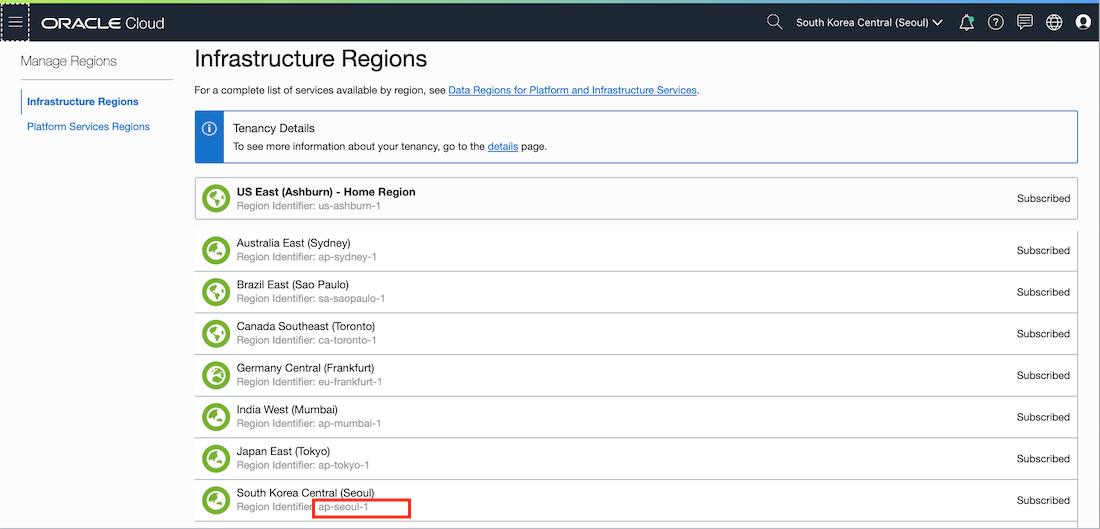 ORACLE Cloud
South Korea Central (Seoul)
Manage Regions
Infrastructure Regions
Platform Services Regions
Infrastructure Regions
For a complete list of services available by region, see Data Regions for Platform and Infrastructure Services.
Tenancy Details
To see more information about your tenancy, go to the details page.
US East (Ashburn) - Home Region
Region Identifier: us-ashburn-1
Subscribed
Australia East (Sydney)
Region Identifier: ap-sydney-1
Subscribed
Brazil East (Sao Paulo)
Region Identifier: sa-saopaulo-1
Subscribed
Canada Southeast (Toronto)
Region Identifier: ca-toronto-1
Subscribed
Germany Central (Frankfurt)
Region Identifier: eu-frankfurt-1
Subscribed
India West (Mumbai)
Region Identifier: ap-mumbai-1
Subscribed
Japan East (Tokyo)
Region Identifier: ap-tokyo-1
Subscribed
South Korea Central (Seoul)
Region Identifier: ap-seoul-1
Subscribed